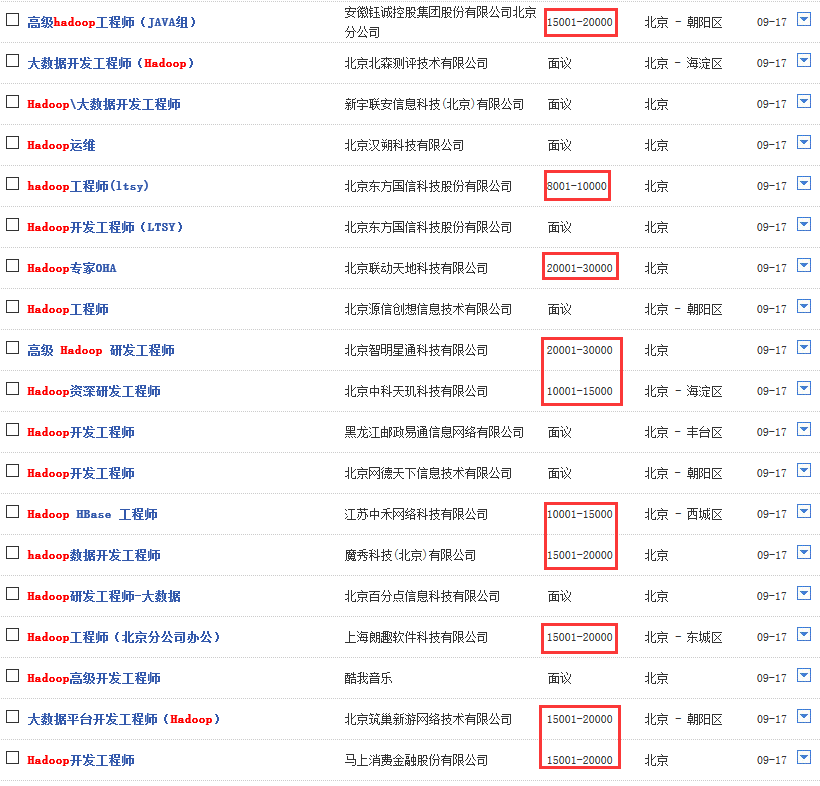 高级hadoop工程师（JAVA组） 安徽钰诚控股集团股份有限公司北京 15001-20000 北京 - 朝阳区 09-17
分公司
大数据开发工程师（Hadoop） 北京北森测评技术有限公司 面议 北京 - 海淀区 09-17
Hadoop\大数据开发工程师 新宇联安信息科技(北京)有限公司 面议 北京 09-17
Hadoop运维 北京汉朔科技有限公司 面议 北京 09-17
hadoop工程师(ltsy) 北京东方国信科技股份有限公司 8001-10000 北京 09-17
Hadoop开发工程师（LTSY） 北京东方国信科技股份有限公司 面议 北京 09-17
Hadoop专家OHA 北京联动天地科技有限公司 20001-30000 北京 09-17
Hadoop工程师 北京源信创想信息技术有限公司 面议 北京 - 朝阳区 09-17
高级 Hadoop 研发工程师 北京智明星通科技有限公司 20001-30000 北京 09-17
Hadoop资深研发工程师 北京中科天玑科技有限公司 10001-15000 北京 - 海淀区 09-17
Hadoop开发工程师 黑龙江邮政易通信息网络有限公司 面议 北京 - 丰台区 09-17
Hadoop开发工程师 北京网德天下信息技术有限公司 面议 北京 - 朝阳区 09-17
Hadoop HBase 工程师 江苏中禾网络科技有限公司 10001-15000 北京 - 西城区 09-17
hadoop数据开发工程师 魔秀科技(北京)有限公司 15001-20000 北京 09-17
Hadoop研发工程师-大数据 北京百分点信息科技有限公司 面议 北京 09-17
Hadoop工程师（北京分公司办公） 上海朗趣软件科技有限公司 15001-20000 北京 - 东城区 09-17
Hadoop高级开发工程师 酷我音乐 面议 北京 09-17
大数据平台开发工程师（Hadoop） 北京筑巢新游网络技术有限公司 15001-20000 北京 - 朝阳区 09-17
Hadoop开发工程师 马上消费金融股份有限公司 15001-20000 北京 09-17